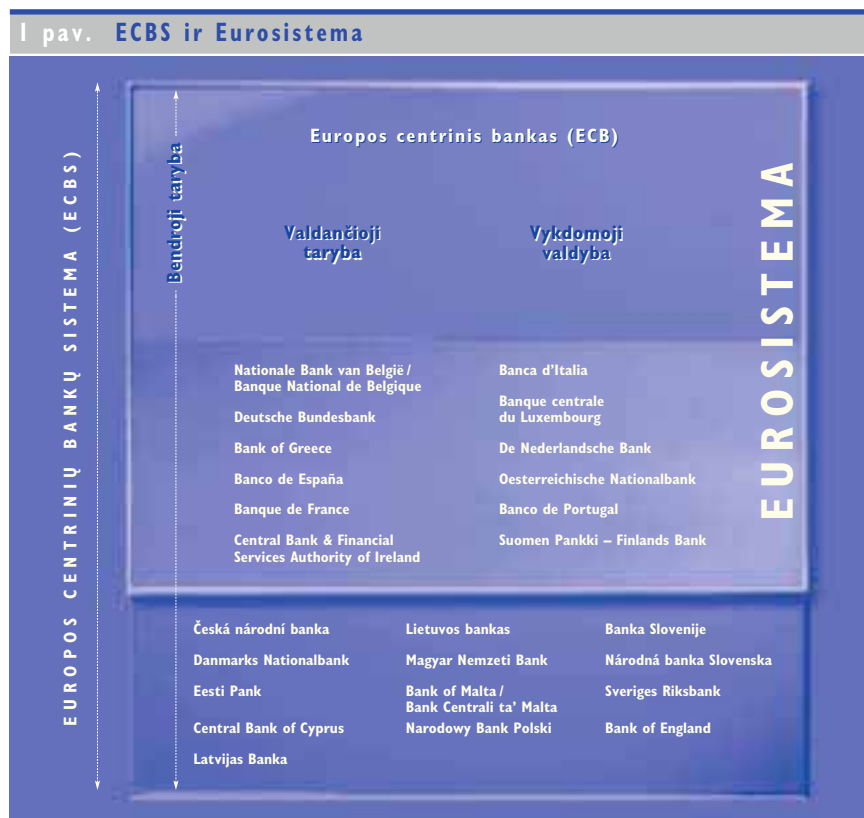 1 pav. ECBS ir Eurosistema
EUROPOS CENTRINIŲ BANKŲ SISTEMA (ECBS)
Bendroji taryba
Europos centrinis bankas (ECB)
Valdančioji
taryba
Vykdomoji
valdyba
EUROSISTEMA
Nationale Bank van België /
Banque National de Belgique
Deutsche Bundesbank
Bank of Greece
Banco de España
Banque de France
Central Bank & Financial
Services Authority of Ireland
Banca d’Italia
Banque centrale
du Luxembourg
De Nederlandsche Bank
Oesterreichische Nationalbank
Banco de Portugal
Suomen Pankki – Finlands Bank
Česká národní banka
Danmarks Nationalbank
Eesti Pank
Central Bank of Cyprus
Latvijas Banka
Lietuvos bankas
Magyar Nemzeti Bank
Bank of Malta /
Bank Centrali ta’ Malta
Narodowy Bank Polski
Banka Slovenije
Národná banka Slovenska
Sveriges Riksbank
Bank of England